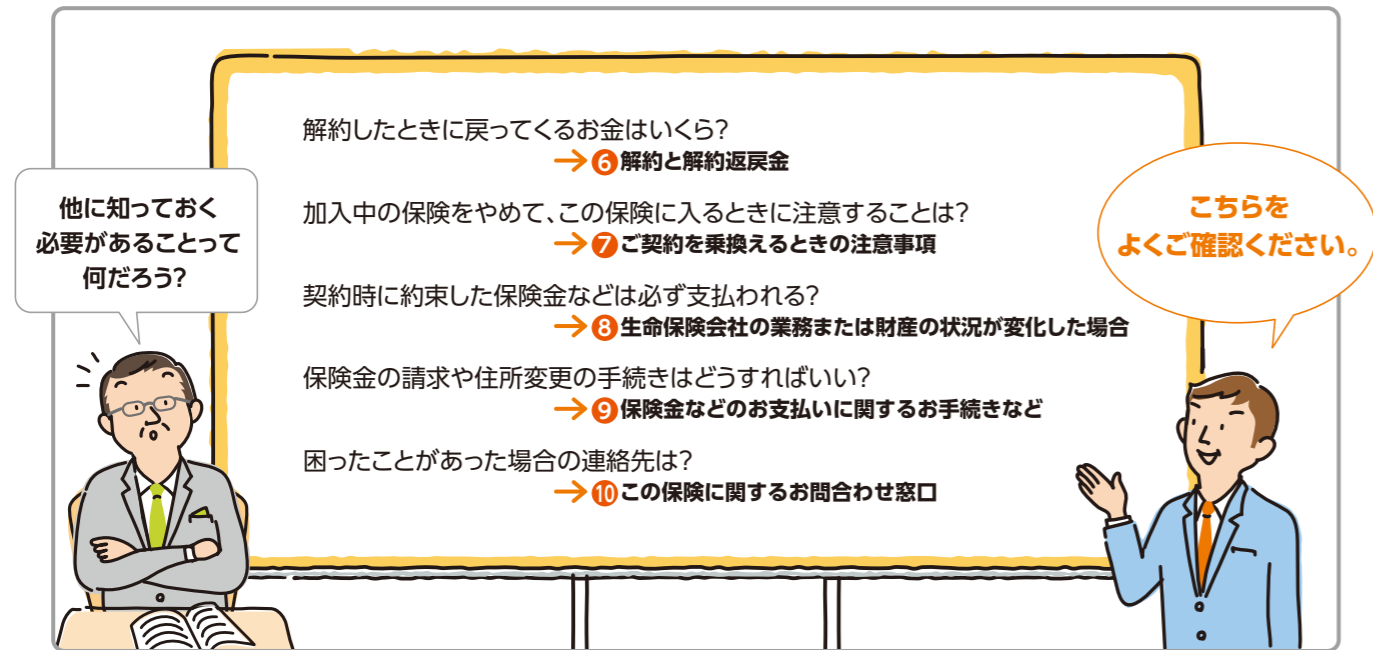 他に知っておく
必要があることって
何だろう?
解約したときに戻ってくるお金はいくら?
→❻解約と解約返戻金
加入中の保険をやめて、この保険に入るときに注意することは?
→❼ご契約を乗換えるときの注意事項
契約時に約束した保険金などは必ず支払われる?
→❽生命保険会社の業務または財産の状況が変化した場合
保険金の請求や住所変更の手続きはどうすればいい?
→❾保険金などのお支払いに関するお手続きなど
困ったことがあった場合の連絡先は?
→❿この保険に関するお問合わせ窓口
こちらを
よくご確認ください。